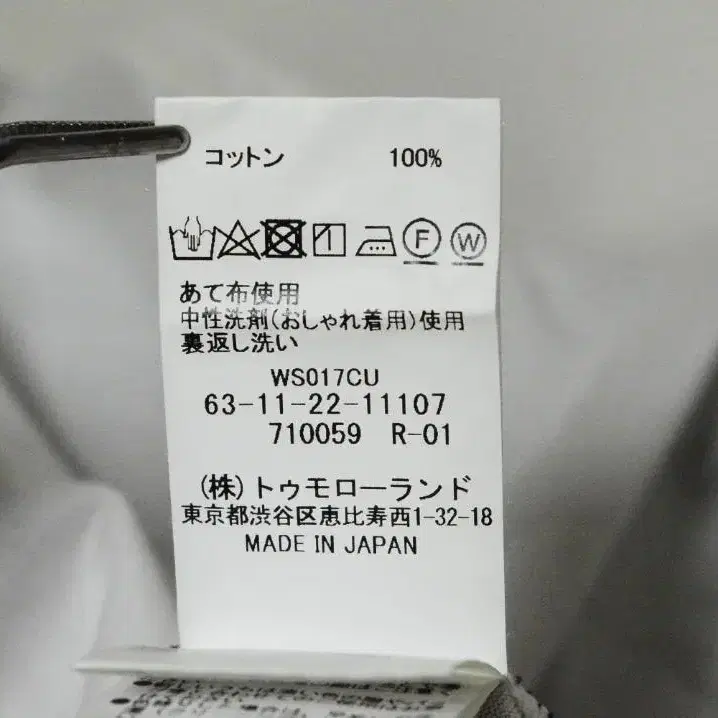 コットン 100%
F W
あて布使用
中性洗剤(おしゃれ着用)使用
裏返し洗い
WS017CU
63-11-22-11107
710059 R-01
(株)トゥモローランド
東京都渋谷区恵比寿西1-32-18
MADE IN JAPAN